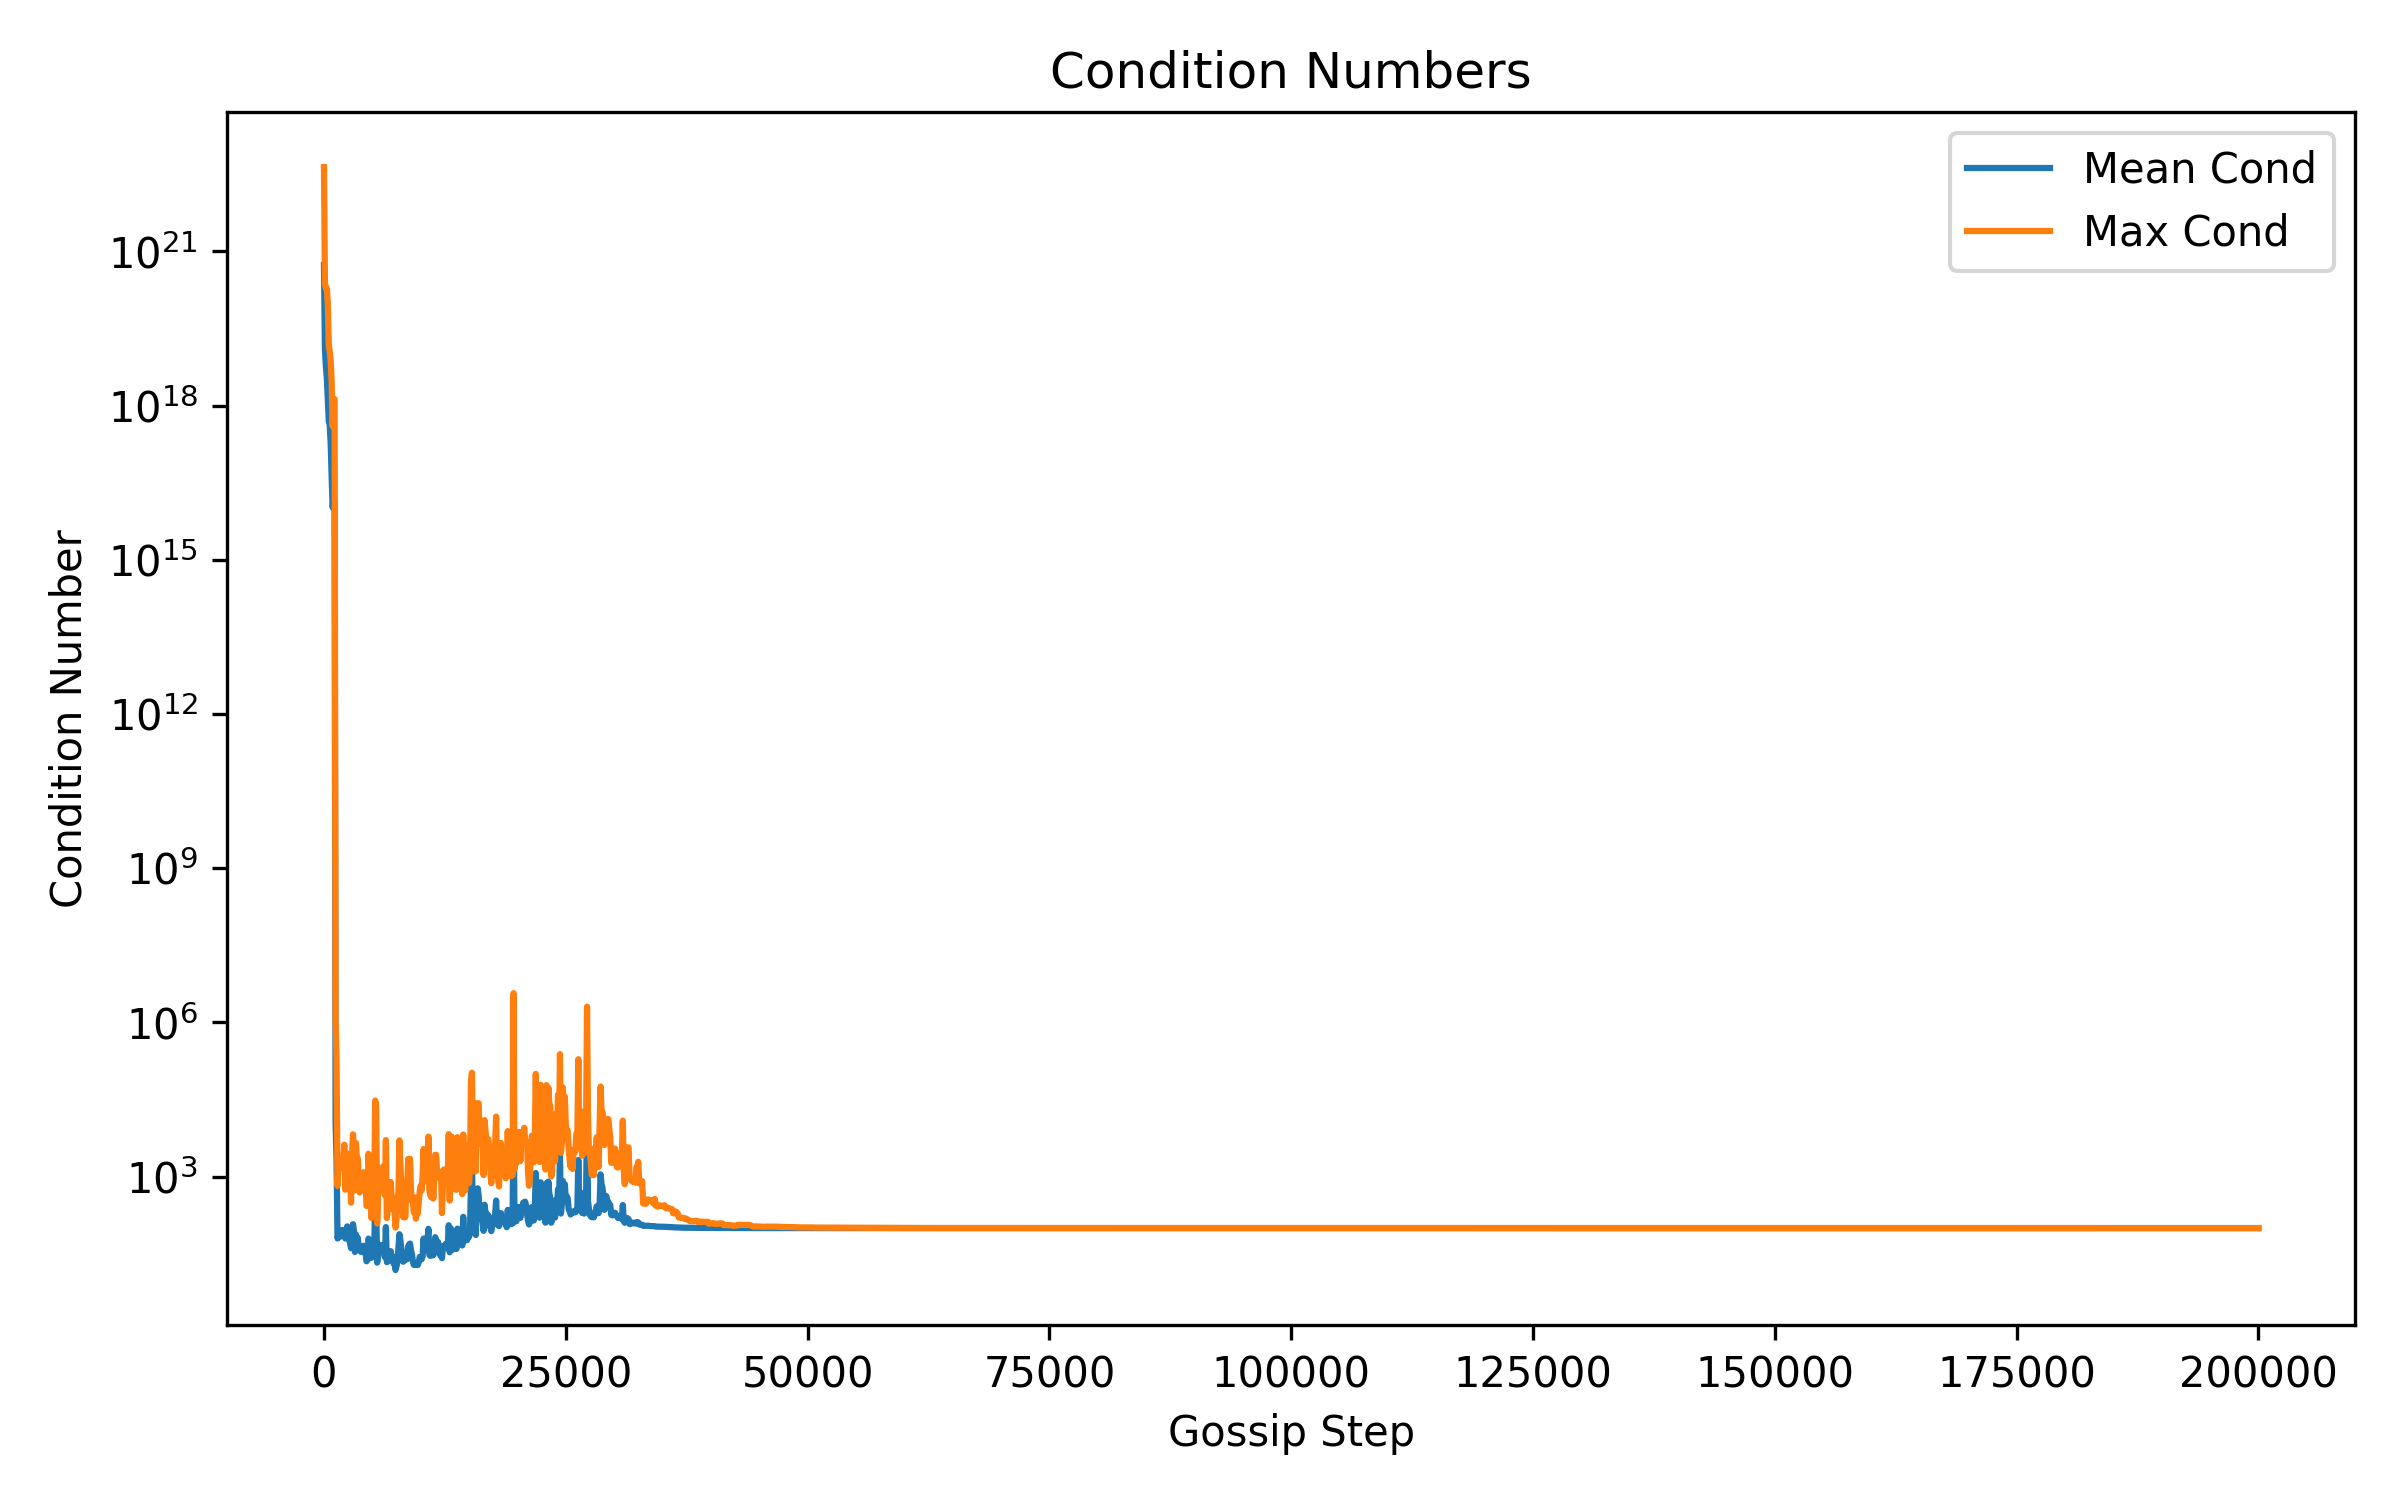 Condition Numbers
Mean Cond
Max Cond
Condition Number
10^21
10^18
10^15
10^12
10^9
10^6
10^3
0 25000 50000 75000 100000 125000 150000 175000 200000
Gossip Step